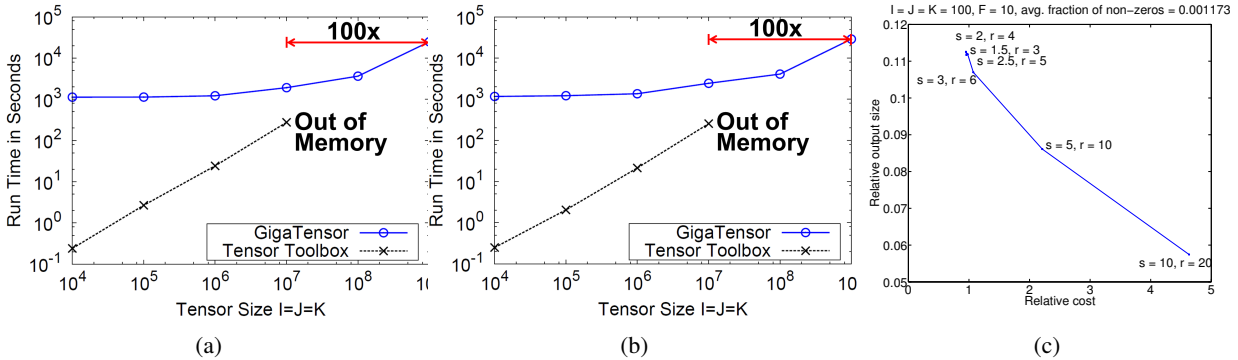 10^5
10^4
10^3
10^2
10^1
10^0
10^-1
Run Time in Seconds
100x
Out of
Memory
GigaTensor
Tensor Toolbox
10^4 10^5 10^6 10^7 10^8
Tensor Size I=J=K
(a)
10^5
10^4
10^3
10^2
10^1
10^0
10^-1
Run Time in Seconds
100x
Out of
Memory
GigaTensor
Tensor Toolbox
10^4 10^5 10^6 10^7 10^8
Tensor Size I=J=K
(b)
I = J = K = 100, F = 10, avg. fraction of non-zeros = 0.001173
0.12
0.11
0.09
0.08
0.07
0.06
0.05
Relative output size
s = 2, r = 4
s = 1.5, r = 3
s = 2.5, r = 5
s = 3, r = 6
s = 5, r = 10
s = 10, r = 20
0 1 2 3 4 5
Relative cost
(c)